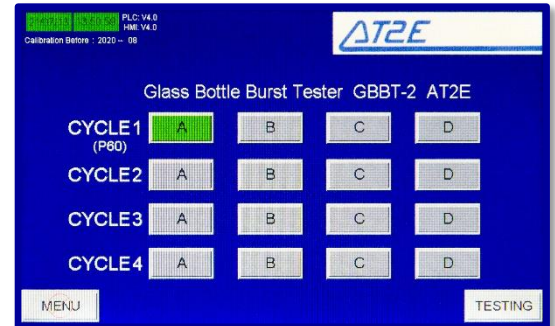 PLC: V4.0
HMI: V4.0
Calibration Before : 2020 -- 08
AT2E
Glass Bottle Burst Tester GBBT-2 AT2E
CYCLE1 A B C D
(P60)
CYCLE2 A B C D
CYCLE3 A B C D
CYCLE4 A B C D
MENU TESTING